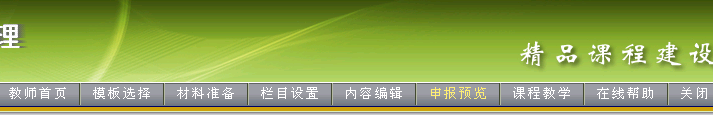 理
精品课程建设
教师首页 模板选择 材料准备 栏目设置 内容编辑 申报预览 课程教学 在线帮助 关闭